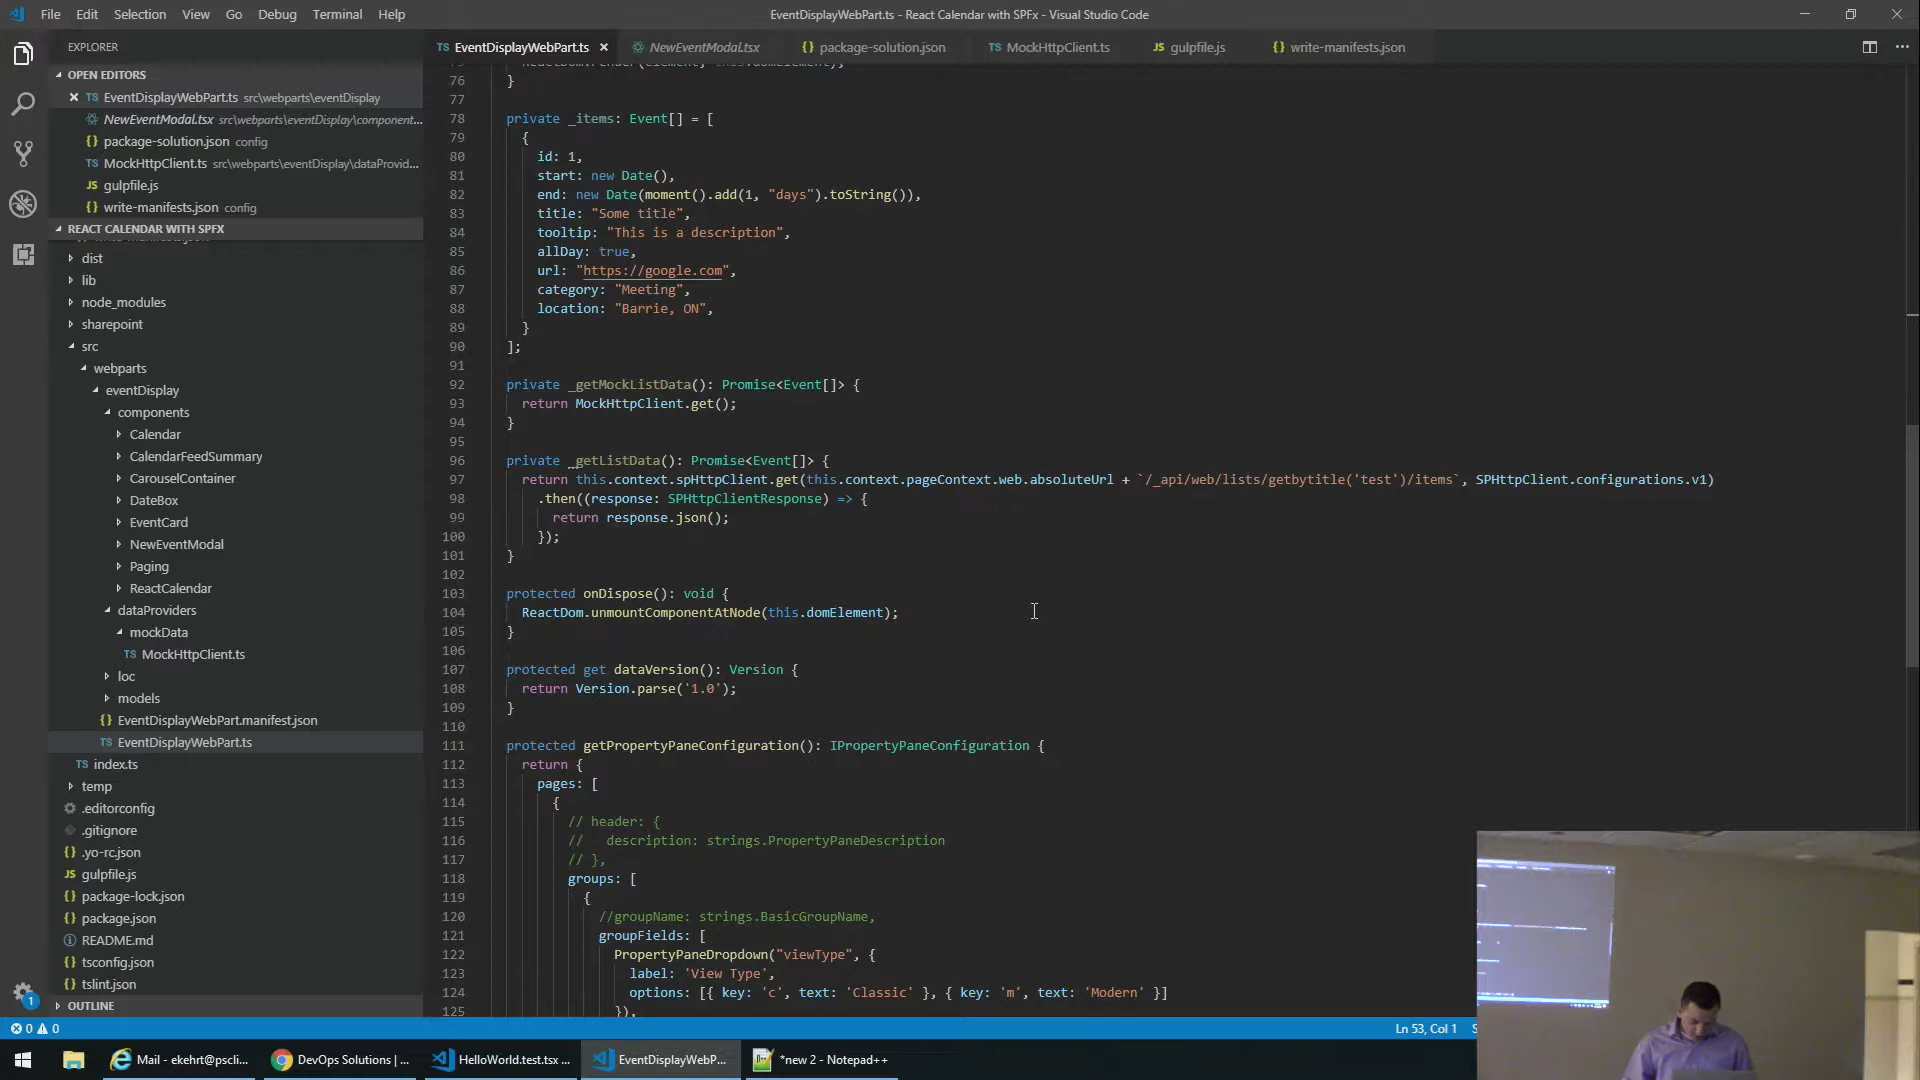 File Edit Selection View Go Debug Terminal Help
EventDisplayWebPart.ts - React Calendar with SPFx - Visual Studio Code
EXPLORER
OPEN EDITORS
EventDisplayWebPart.ts src\webparts\eventDisplay
NewEventModal.tsx src\webparts\eventDisplay\component...
package-solution.json config
MockHttpClient.ts src\webparts\eventDisplay\dataProvid...
gulpfile.js
write-manifests.json config
REACT CALENDAR WITH SPFX
dist
lib
node_modules
sharepoint
src
webparts
eventDisplay
components
Calendar
CalendarFeedSummary
CarouselContainer
DateBox
EventCard
NewEventModal
Paging
ReactCalendar
dataProviders
mockData
TS MockHttpClient.ts
loc
models
{} EventDisplayWebPart.manifest.json
TS EventDisplayWebPart.ts
TS index.ts
temp
.editorconfig
.gitignore
{} .yo-rc.json
JS gulpfile.js
{} package-lock.json
{} package.json
README.md
{} tsconfig.json
{} tslint.json
OUTLINE
TS EventDisplayWebPart.ts NewEventModal.tsx {} package-solution.json TS MockHttpClient.ts JS gulpfile.js {} write-manifests.json
76 }
77
78 private _items: Event[] = [
79 {
80 id: 1,
81 start: new Date(),
82 end: new Date(moment().add(1, "days").toString()),
83 title: "Some title",
84 tooltip: "This is a description",
85 allDay: true,
86 url: "https://google.com",
87 category: "Meeting",
88 location: "Barrie, ON",
89 }
90 ];
91
92 private _getMockListData(): Promise<Event[]> {
93 return MockHttpClient.get();
94 }
95
96 private _getListData(): Promise<Event[]> {
97 return this.context.spHttpClient.get(this.context.pageContext.web.absoluteUrl + `/_api/web/lists/getbytitle('test')/items`, SPHttpClient.configurations.v1)
98 .then((response: SPHttpClientResponse) => {
99 return response.json();
100 });
101 }
102
103 protected onDispose(): void {
104 ReactDom.unmountComponentAtNode(this.domElement);
105 }
106
107 protected get dataVersion(): Version {
108 return Version.parse('1.0');
109 }
110
111 protected getPropertyPaneConfiguration(): IPropertyPaneConfiguration {
112 return {
113 pages: [
114 {
115 // header: {
116 // description: strings.PropertyPaneDescription
117 // },
118 groups: [
119 {
120 //groupName: strings.BasicGroupName,
121 groupFields: [
122 PropertyPaneDropdown("viewType", {
123 label: 'View Type',
124 options: [{ key: 'c', text: 'Classic' }, { key: 'm', text: 'Modern' }]
125 }),
1
0 0
Ln 53, Col 1
Mail - ekehrt@pscli... DevOps Solutions | ... HelloWorld.test.tsx ... EventDisplayWebP... *new 2 - Notepad++